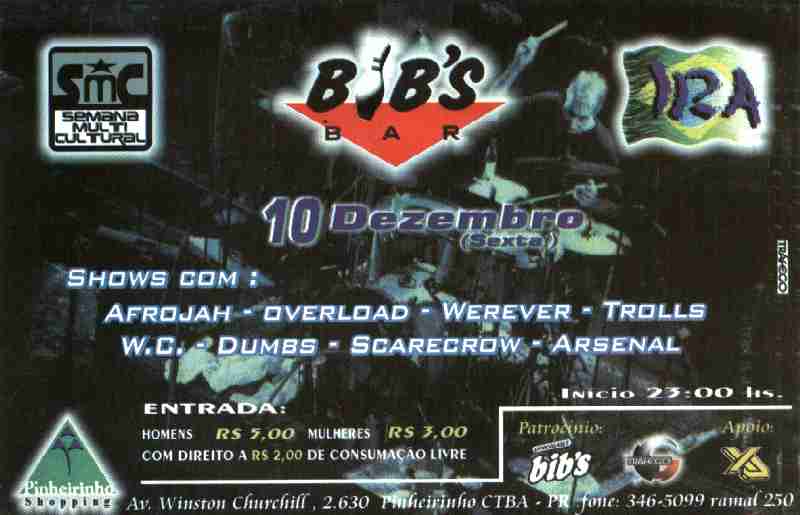 SMC
SEMANA
MULTI
CULTURAL
BIB'S
BAR
IRA
10 Dezembro
(Sexta)
SHOWS COM :
AFROJAH - OVERLOAD - WEREVER - TROLLS
W.C. - DUMBS - SCARECROW - ARSENAL
Início 23:00 hs.
ENTRADA:
HOMENS R$ 5,00 MULHERES R$ 3,00
COM DIREITO A R$ 2,00 DE CONSUMAÇÃO LIVRE
Patrocínio:
Apoio:
bib's
Pinheirinho
Shopping
Av. Winston Churchill , 2.630 Pinheirinho CTBA - PR fone: 346-5099 ramal 250